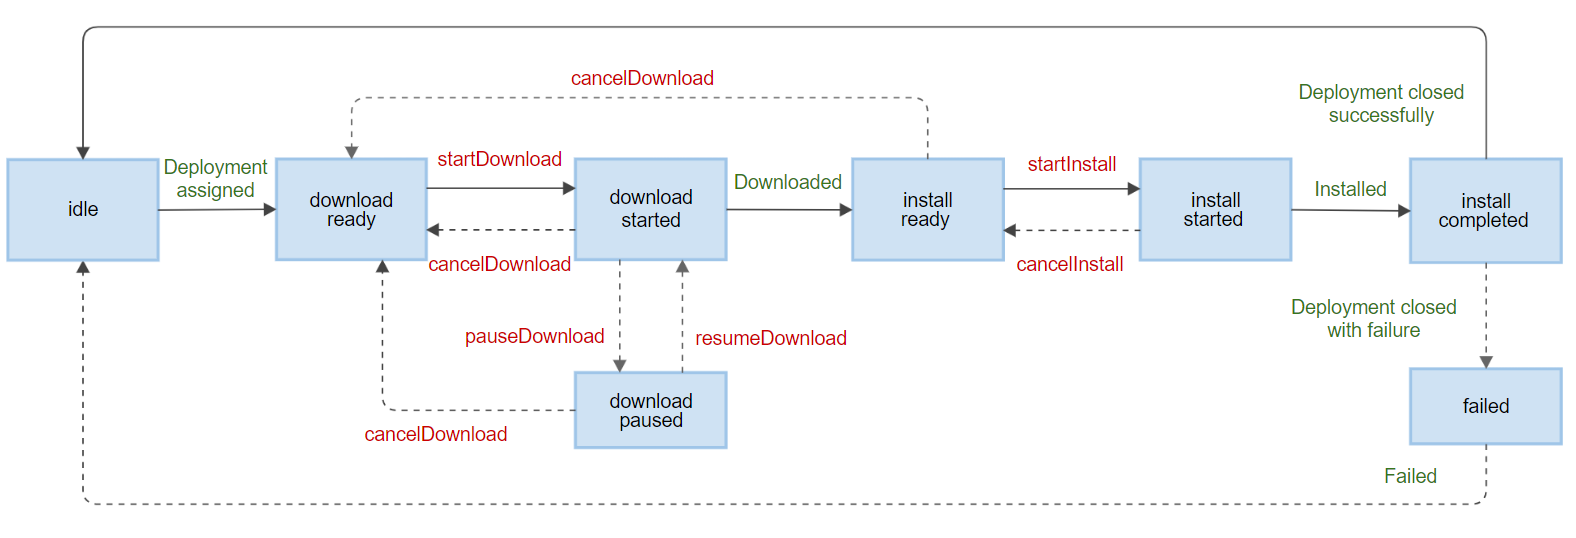 cancelDownload
Deployment closed
successfully
idle
Deployment
assigned
download
ready
startDownload
cancelDownload
download
started
Downloaded
install
ready
startInstall
cancelInstall
install
started
Installed
install
completed
pauseDownload
resumeDownload
Deployment closed
with failure
download
paused
cancelDownload
failed
Failed